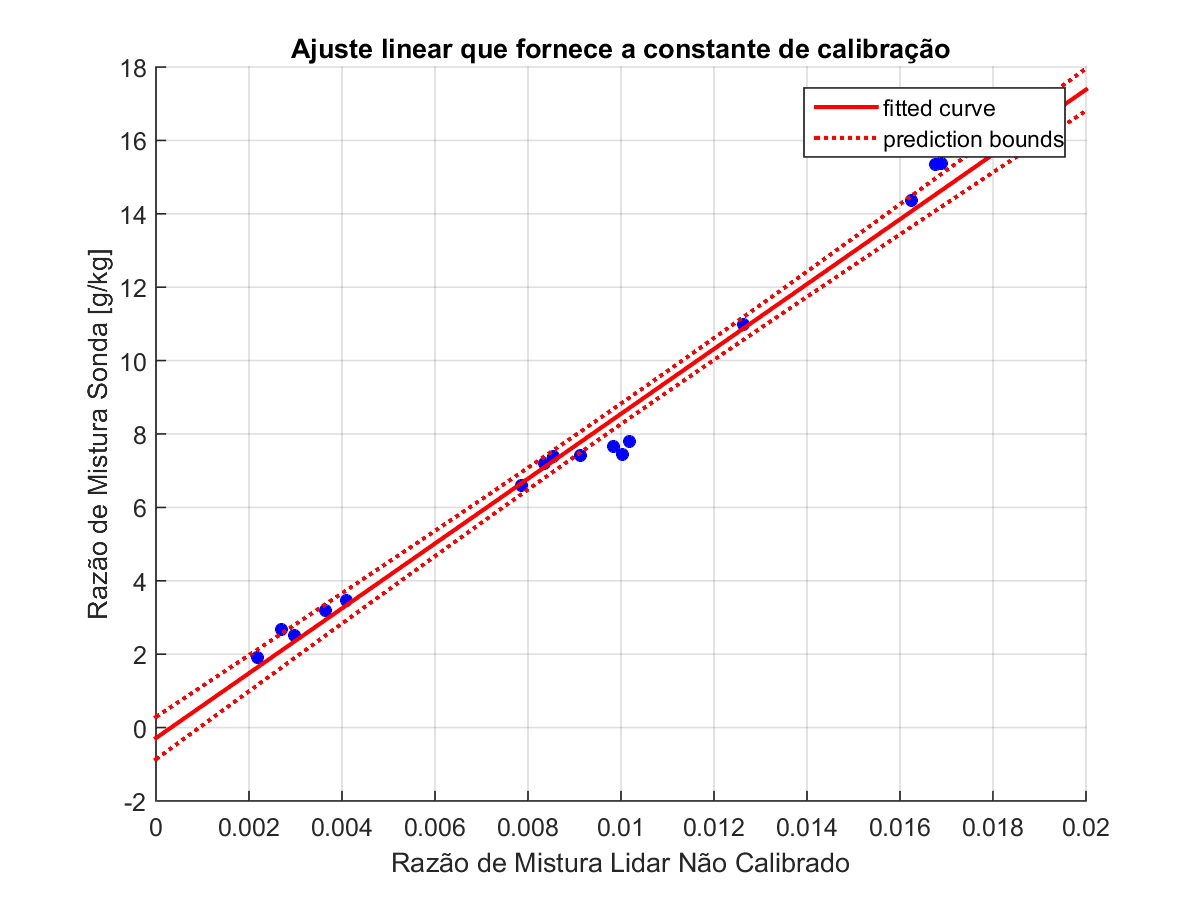 Ajuste linear que fornece a constante de calibração
fitted curve
prediction bounds
Razão de Mistura Sonda [g/kg]
18
16
14
12
10
8
6
4
2
0
-2
0 0.002 0.004 0.006 0.008 0.01 0.012 0.014 0.016 0.018 0.02
Razão de Mistura Lidar Não Calibrado